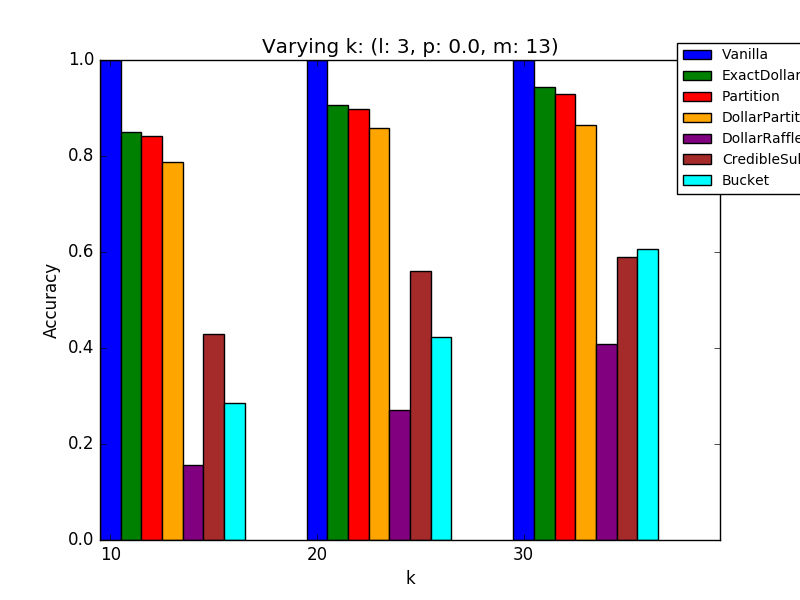 Varying k: (l: 3, p: 0.0, m: 13)
Vanilla
ExactDollar
Partition
DollarPartit
DollarRaffle
CredibleSu
Bucket
1.0
0.8
0.6
0.4
0.2
0.0
Accuracy
10 20 30
k